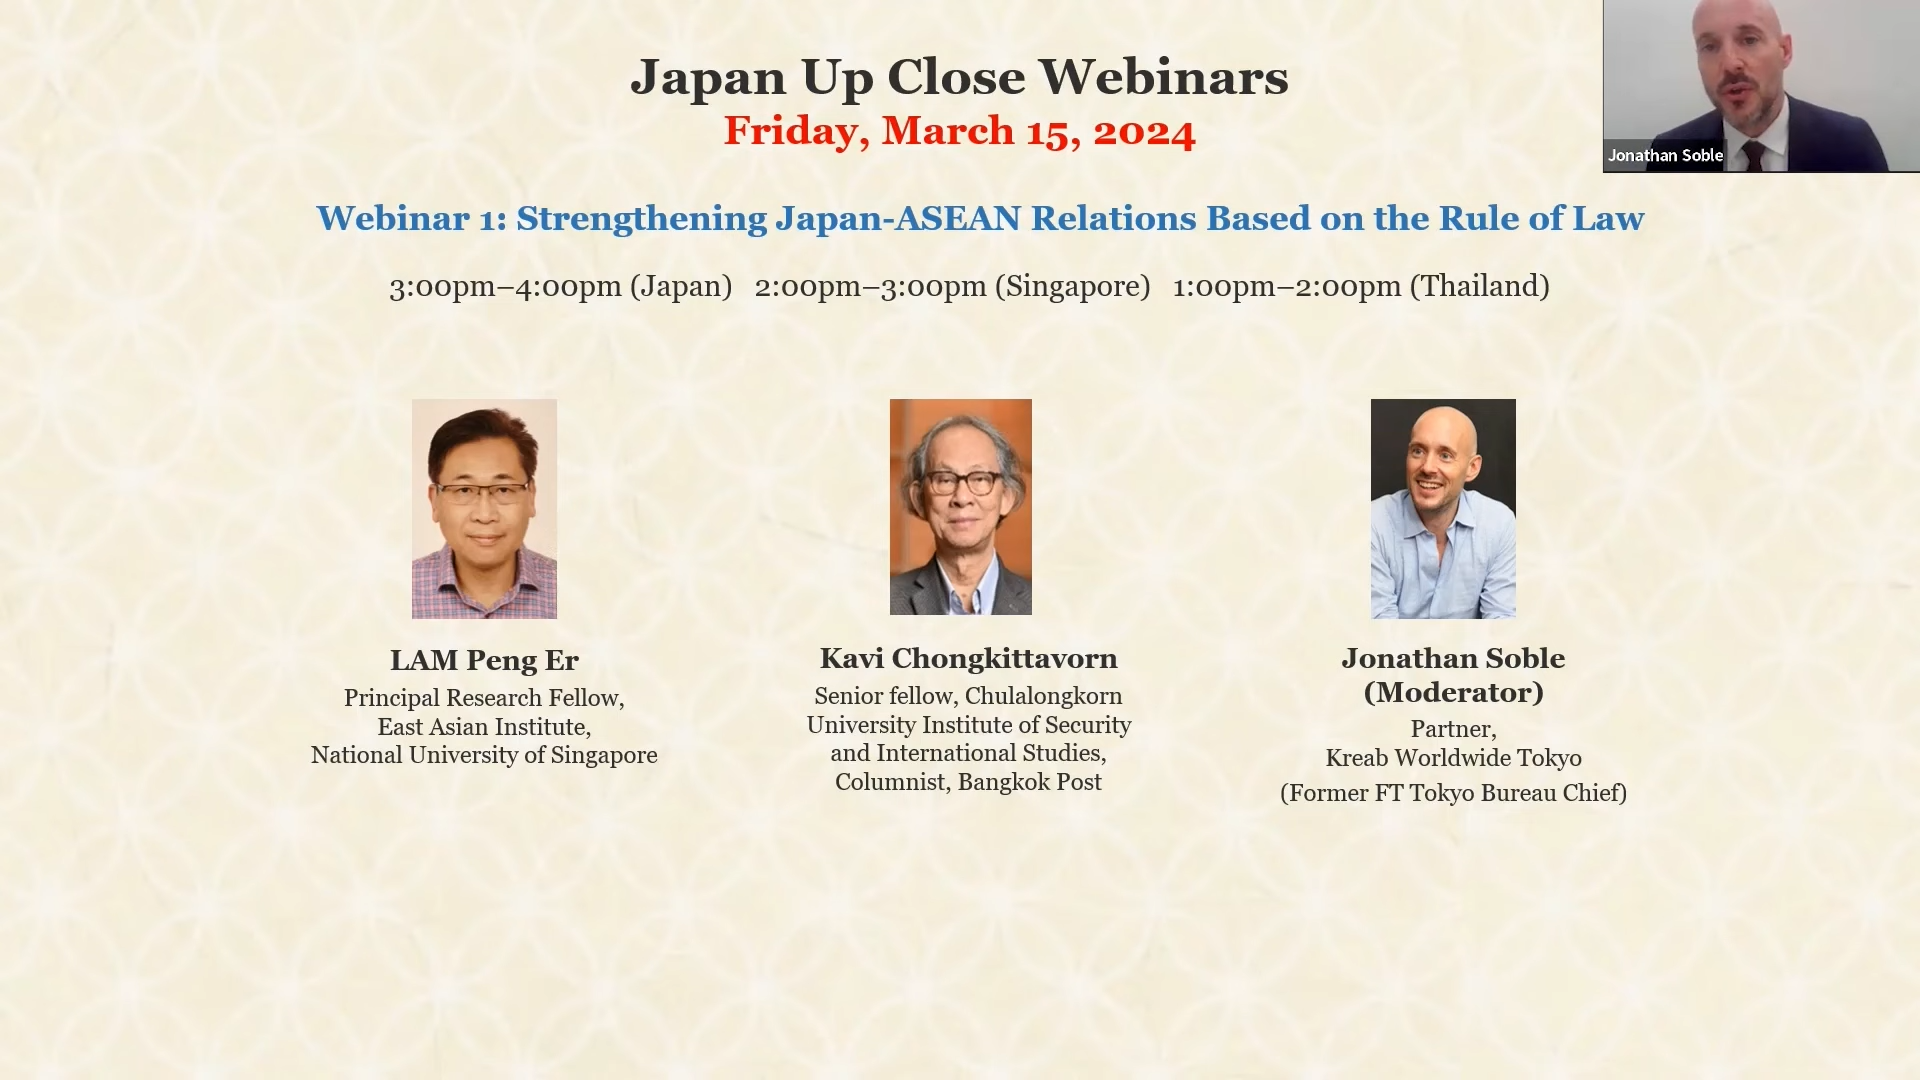 Japan Up Close Webinars
Friday, March 15, 2024
Jonathan Soble
Webinar 1: Strengthening Japan-ASEAN Relations Based on the Rule of Law
3:00pm–4:00pm (Japan) 2:00pm–3:00pm (Singapore) 1:00pm–2:00pm (Thailand)
LAM Peng Er
Principal Research Fellow,
East Asian Institute,
National University of Singapore
Kavi Chongkittavorn
Senior fellow, Chulalongkorn
University Institute of Security
and International Studies,
Columnist, Bangkok Post
Jonathan Soble
(Moderator)
Partner,
Kreab Worldwide Tokyo
(Former FT Tokyo Bureau Chief)